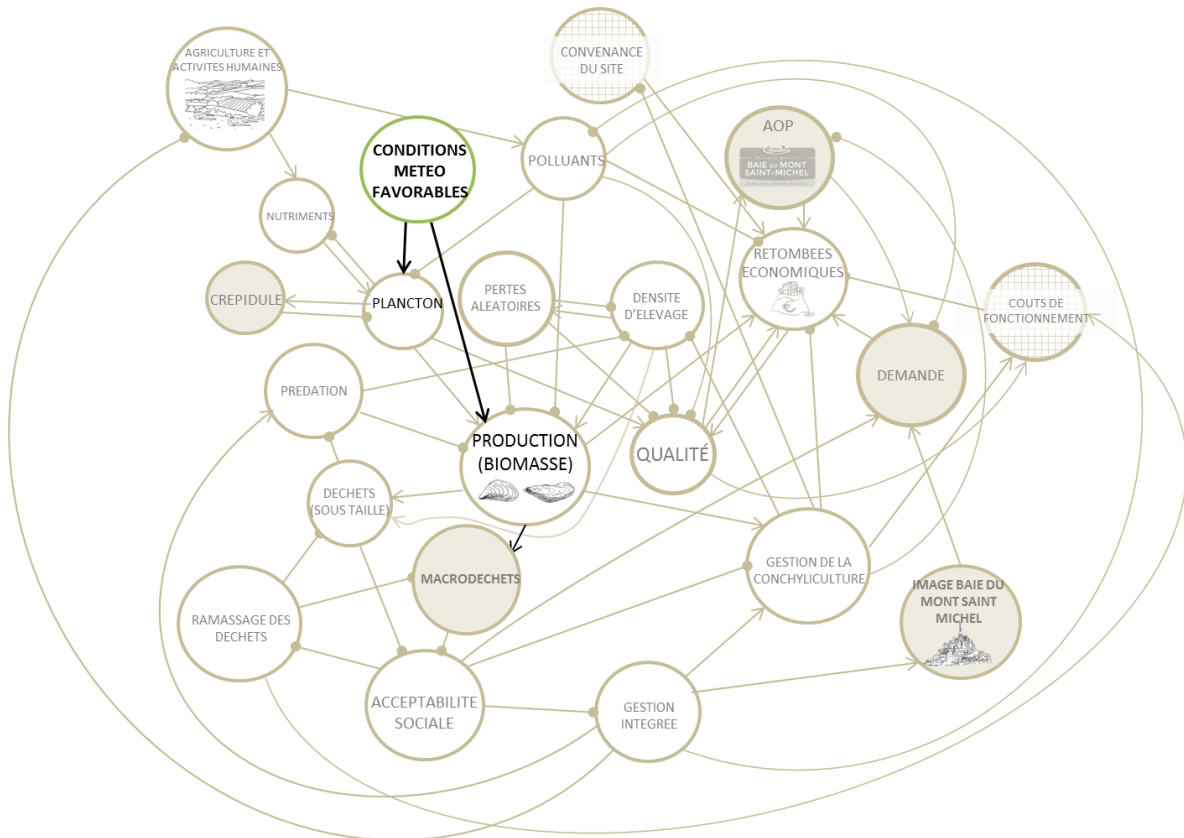 AGRICULTURE ET
ACTIVITES HUMAINES
CONVENANCE
DU SITE
CONDITIONS
METEO
FAVORABLES
POLLUANTS
AOP
BAIE DU MONT
SAINT-MICHEL
NUTRIMENTS
RETOMBEES
ECONOMIQUES
€
CREPIDULE
PLANCTON
PERTES
ALEATOIRES
DENSITE
D'ELEVAGE
COUTS DE
FONCTIONNEMENT
PREDATION
DEMANDE
PRODUCTION
(BIOMASSE)
QUALITÉ
DECHETS
(SOUS TAILLE)
MACRODECHETS
GESTION DE LA
CONCHYLICULTURE
IMAGE BAIE DU
MONT SAINT
MICHEL
RAMASSAGE DES
DECHETS
ACCEPTABILITE
SOCIALE
GESTION
INTEGREE